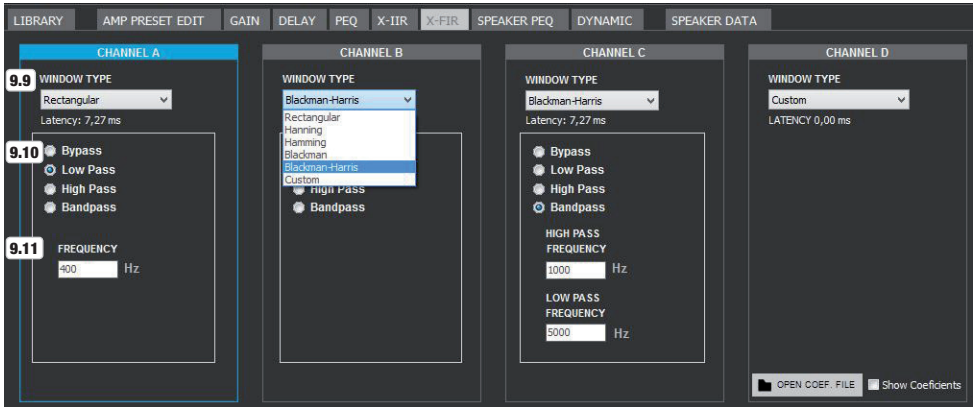 LIBRARY AMP PRESET EDIT GAIN DELAY PEQ X-IIR X-FIR SPEAKER PEQ DYNAMIC SPEAKER DATA
CHANNEL A
9.9 WINDOW TYPE
Rectangular
Latency: 7,27 ms
9.10 Bypass
Low Pass
High Pass
Bandpass
9.11 FREQUENCY
400 Hz
CHANNEL B
WINDOW TYPE
Blackman-Harris
Rectangular
Hanning
Hamming
Blackman
Blackman-Harris
Custom
High Pass
Bandpass
CHANNEL C
WINDOW TYPE
Blackman-Harris
Latency: 7,27 ms
Bypass
Low Pass
High Pass
Bandpass
HIGH PASS
FREQUENCY
1000 Hz
LOW PASS
FREQUENCY
5000 Hz
CHANNEL D
WINDOW TYPE
Custom
LATENCY 0,00 ms
OPEN COEF. FILE Show Coeficients